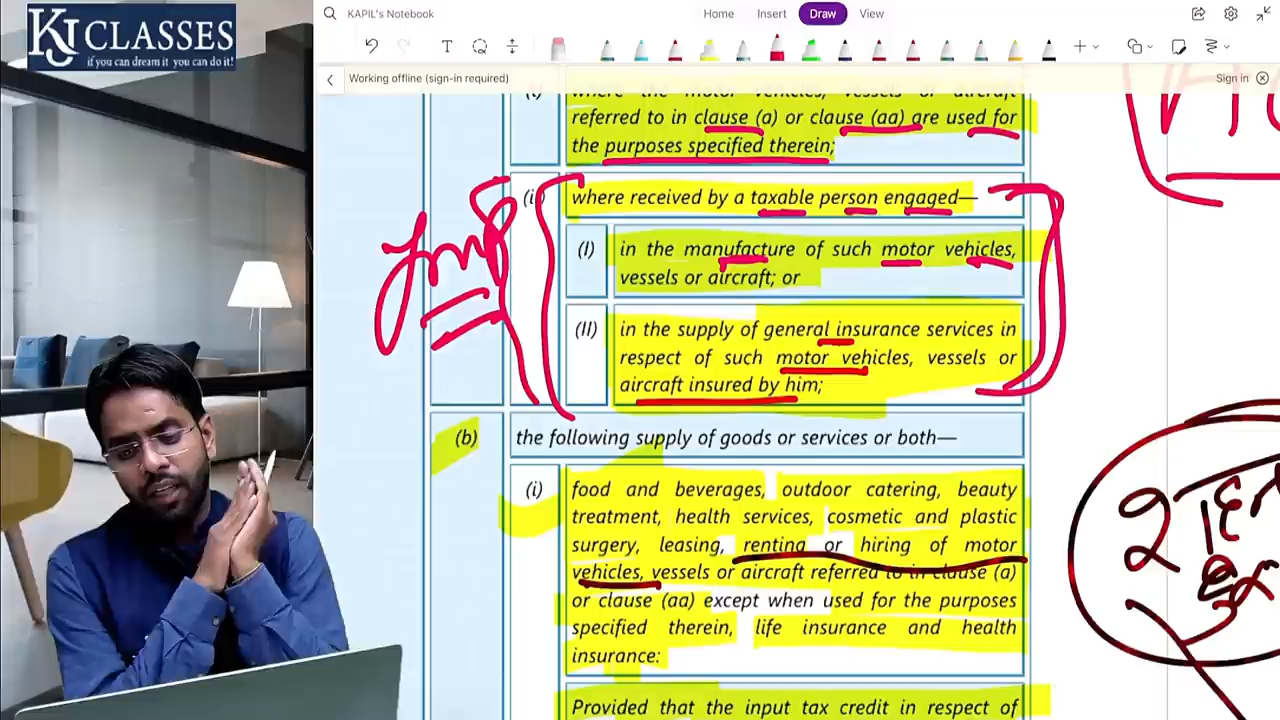 KJ CLASSES
if you can dream it you can do it!
KAPIL's Notebook
Home Insert Draw View
Working offline (sign-in required)
Sign in
(i) where the motor vehicles, vessels or aircraft
referred to in clause (a) or clause (aa) are used for
the purposes specified therein;
Imp
where received by a taxable person engaged—
(I) in the manufacture of such motor vehicles,
vessels or aircraft; or
(II) in the supply of general insurance services in
respect of such motor vehicles, vessels or
aircraft insured by him;
(b) the following supply of goods or services or both—
(i) food and beverages, outdoor catering, beauty
treatment, health services, cosmetic and plastic
surgery, leasing, renting or hiring of motor
vehicles, vessels or aircraft referred to in clause (a)
or clause (aa) except when used for the purposes
specified therein, life insurance and health
insurance:
Provided that the input tax credit in respect of